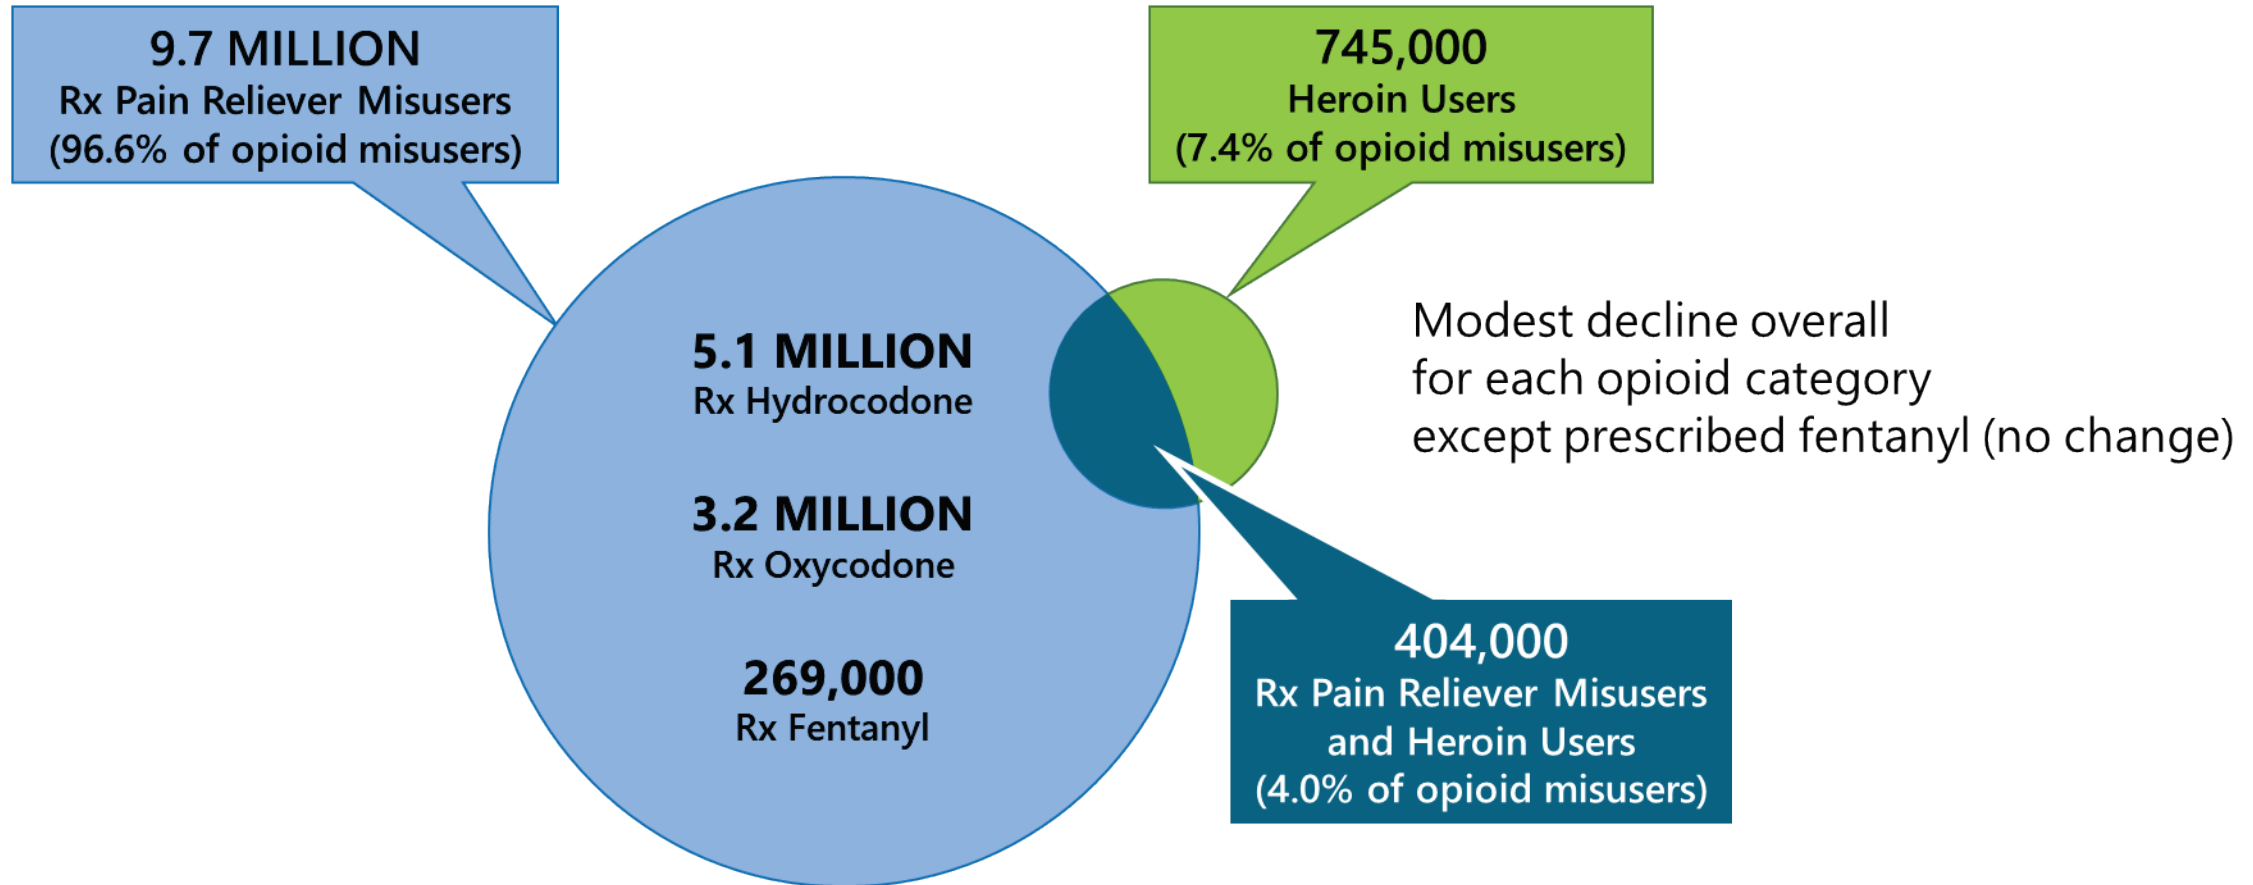 9.7 MILLION
Rx Pain Reliever Misusers
(96.6% of opioid misusers)
745,000
Heroin Users
(7.4% of opioid misusers)
5.1 MILLION
Rx Hydrocodone
3.2 MILLION
Rx Oxycodone
269,000
Rx Fentanyl
Modest decline overall
for each opioid category
except prescribed fentanyl (no change)
404,000
Rx Pain Reliever Misusers
and Heroin Users
(4.0% of opioid misusers)